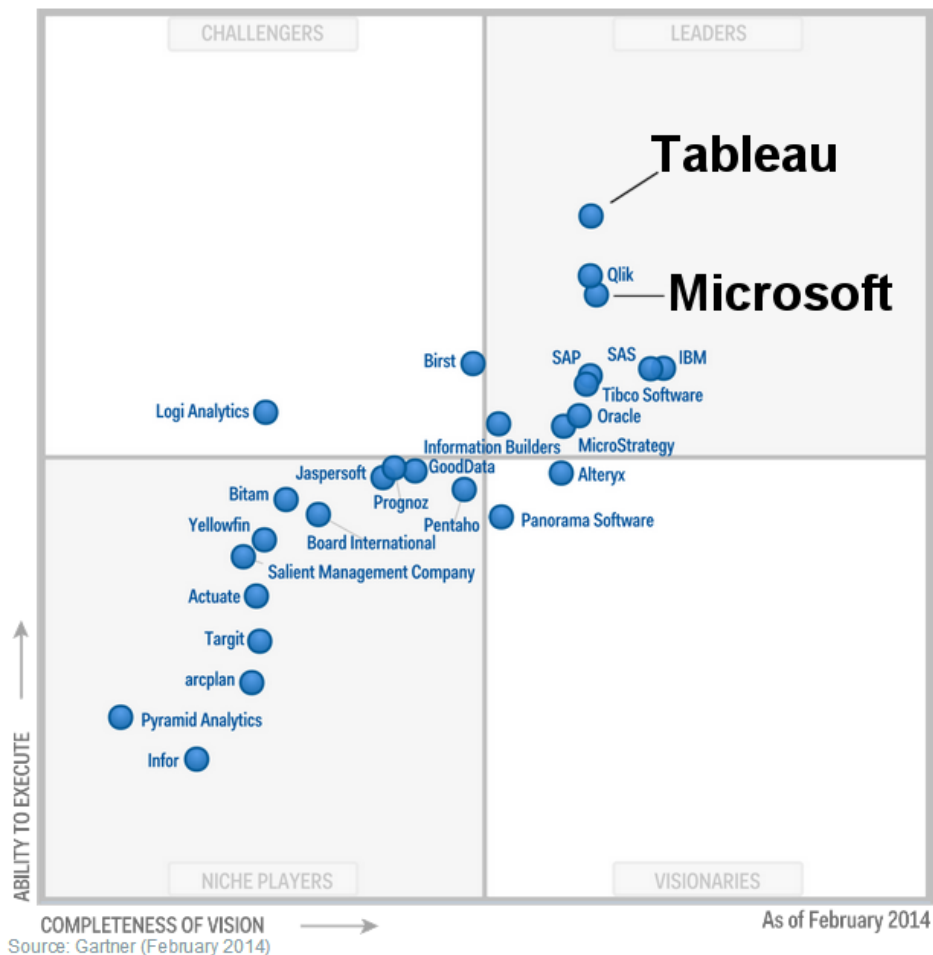 CHALLENGERS
LEADERS
Tableau
Qlik
Microsoft
Birst
SAP
SAS
IBM
Tibco Software
Logi Analytics
Oracle
Information Builders
MicroStrategy
Jaspersoft
GoodData
Alteryx
Prognoz
Bitam
Pentaho
Panorama Software
Yellowfin
Board International
Salient Management Company
Actuate
Targit
arcplan
Pyramid Analytics
Infor
ABILITY TO EXECUTE
NICHE PLAYERS
VISIONARIES
COMPLETENESS OF VISION
As of February 2014
Source: Gartner (February 2014)